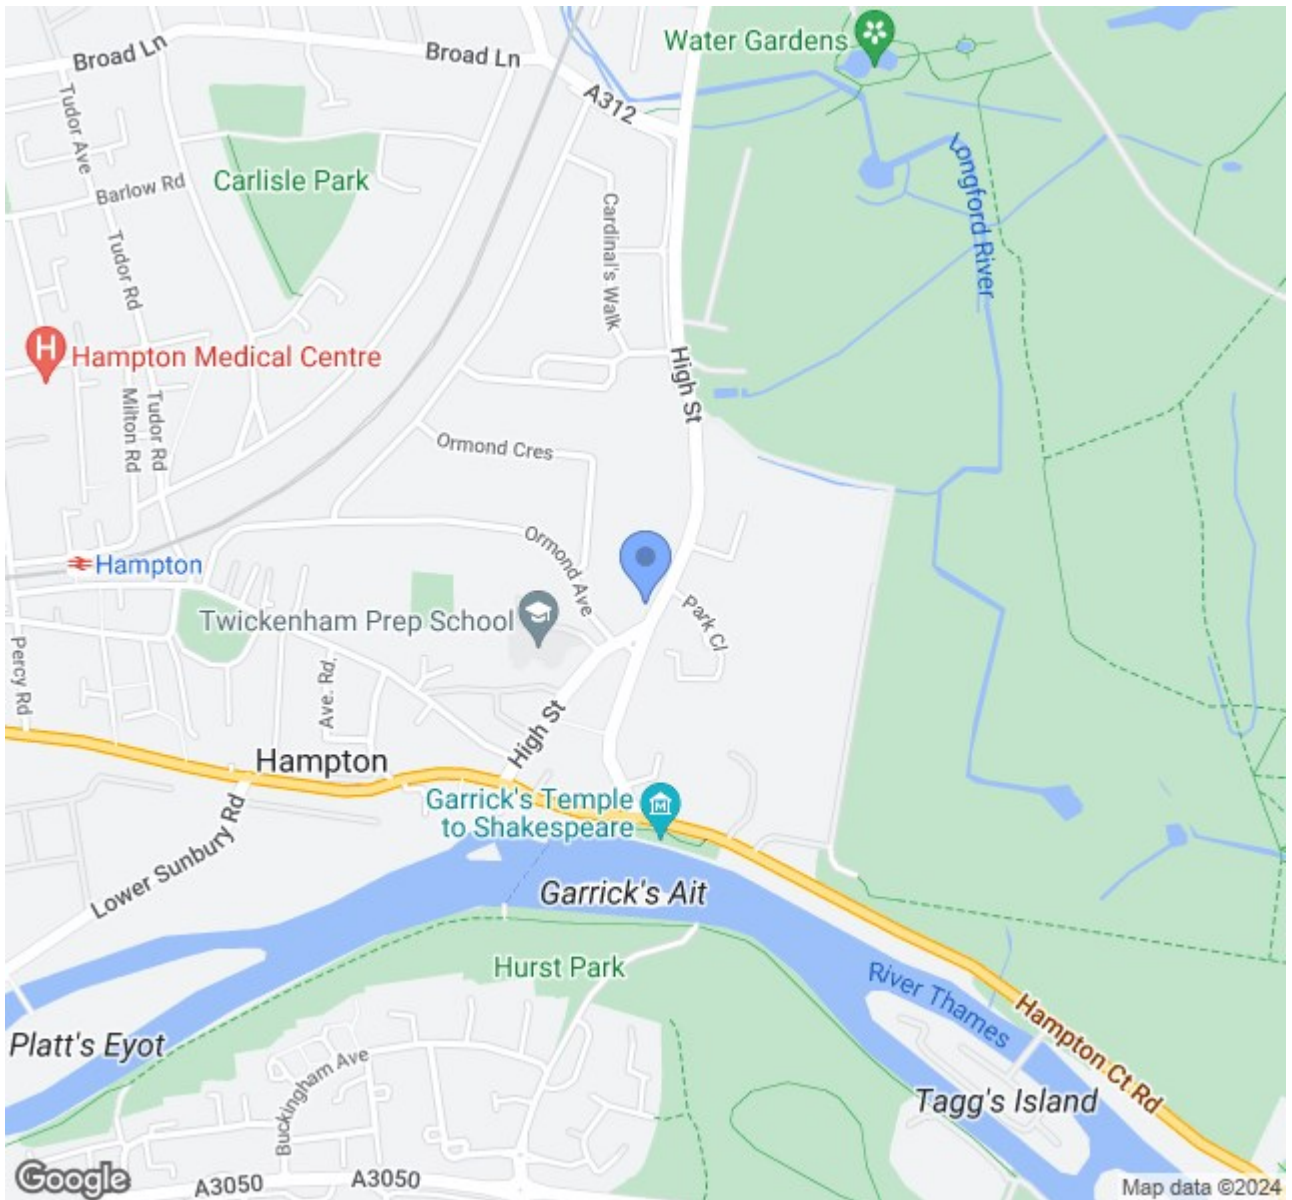 Broad Ln
Broad Ln
Water Gardens
A312
Tudor Ave
Carlisle Park
Barlow Rd
Longford River
Cardinal's Walk
Tudor Rd
Hampton Medical Centre
High St
Milton Rd
Tudor Rd
Ormond Cres
Ormond Ave
Hampton
Twickenham Prep School
Park Cl
Percy Rd
Ave. Rd.
High St
Hampton
Garrick's Temple
to Shakespeare
Lower Sunbury Rd
Garrick's Ait
Hurst Park
River Thames
Hampton Ct Rd
Platt's Eyot
Buckingham Ave
Tagg's Island
A3050
A3050
Google
Map data ©2024
H
M